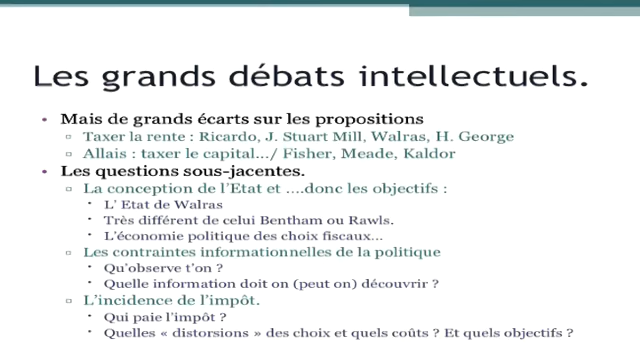 Les grands débats intellectuels.
• Mais de grands écarts sur les propositions
▫ Taxer la rente : Ricardo, J. Stuart Mill, Walras, H. George
▫ Allais : taxer le capital…/ Fisher, Meade, Kaldor
• Les questions sous-jacentes.
▫ La conception de l'Etat et ….donc les objectifs :
• L' Etat de Walras
• Très différent de celui Bentham ou Rawls.
• L'économie politique des choix fiscaux…
▫ Les contraintes informationnelles de la politique
• Qu'observe t'on ?
• Quelle information doit on (peut on) découvrir ?
▫ L'incidence de l'impôt.
• Qui paie l'impôt ?
• Quelles « distorsions » des choix et quels coûts ? Et quels objectifs ?